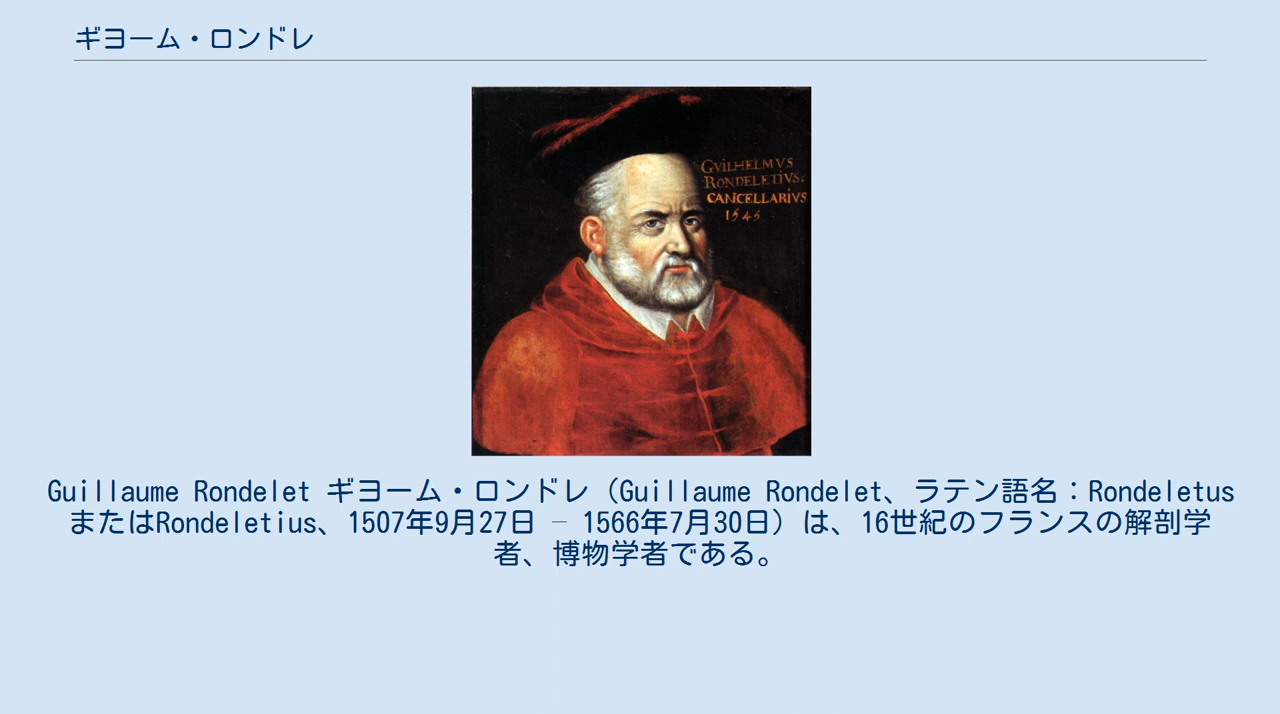 ギヨーム・ロンドレ
GVILHELMVS
RONDELETIVS.
CANCELLARIVS
1545
Guillaume Rondelet ギヨーム・ロンドレ（Guillaume Rondelet、ラテン語名：Rondeletus
またはRondeletius、1507年9月27日 – 1566年7月30日）は、16世紀のフランスの解剖学
者、博物学者である。